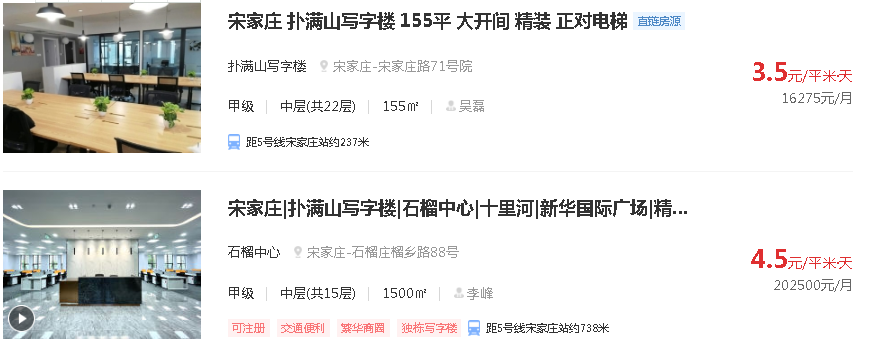 宋家庄 扑满山写字楼 155平 大开间 精装 正对电梯 直链房源
扑满山写字楼 宋家庄-宋家庄路71号院
3.5元/平米·天
16275元/月
甲级 中层(共22层) 155㎡ 吴磊
距5号线宋家庄站约237米
宋家庄|扑满山写字楼|石榴中心|十里河|新华国际广场|精...
石榴中心 宋家庄-石榴庄榴乡路88号
4.5元/平米·天
202500元/月
甲级 中层(共15层) 1500㎡ 李峰
可注册 交通便利 繁华商圈 独栋写字楼 距5号线宋家庄站约738米